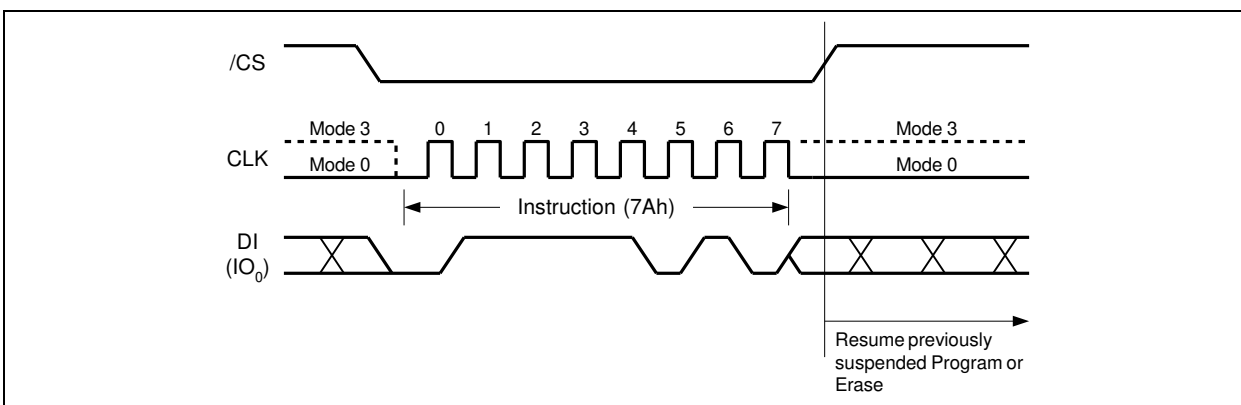 /CS
Mode 3 0 1 2 3 4 5 6 7 Mode 3
CLK
Mode 0 Mode 0
Instruction (7Ah)
DI
(IO0)
Resume previously
suspended Program or
Erase